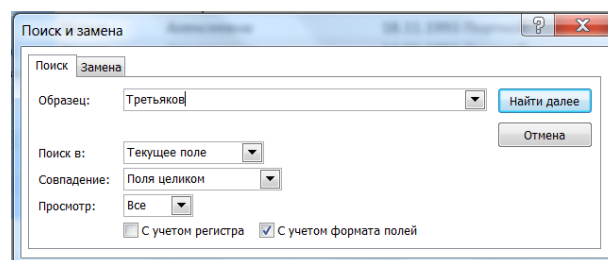 Поиск и замена
Поиск Замена
Образец: Третьяков Найти далее
Отмена
Поиск в: Текущее поле
Совпадение: Поля целиком
Просмотр: Все
С учетом регистра С учетом формата полей